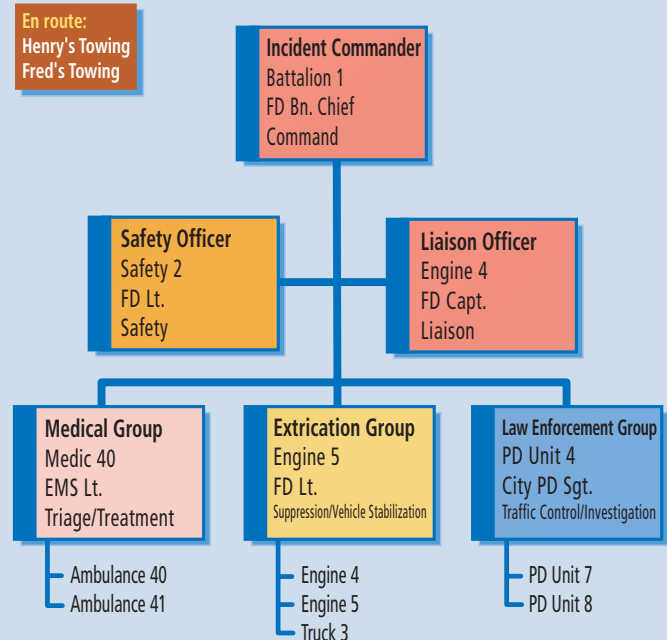 En route:
Henry's Towing
Fred's Towing
Incident Commander
Battalion 1
FD Bn. Chief
Command
Safety Officer
Safety 2
FD Lt.
Safety
Liaison Officer
Engine 4
FD Capt.
Liaison
Medical Group
Medic 40
EMS Lt.
Triage/Treatment
Ambulance 40
Ambulance 41
Extrication Group
Engine 5
FD Lt.
Suppression/Vehicle Stabilization
Engine 4
Engine 5
Truck 3
Law Enforcement Group
PD Unit 4
City PD Sgt.
Traffic Control/Investigation
PD Unit 7
PD Unit 8